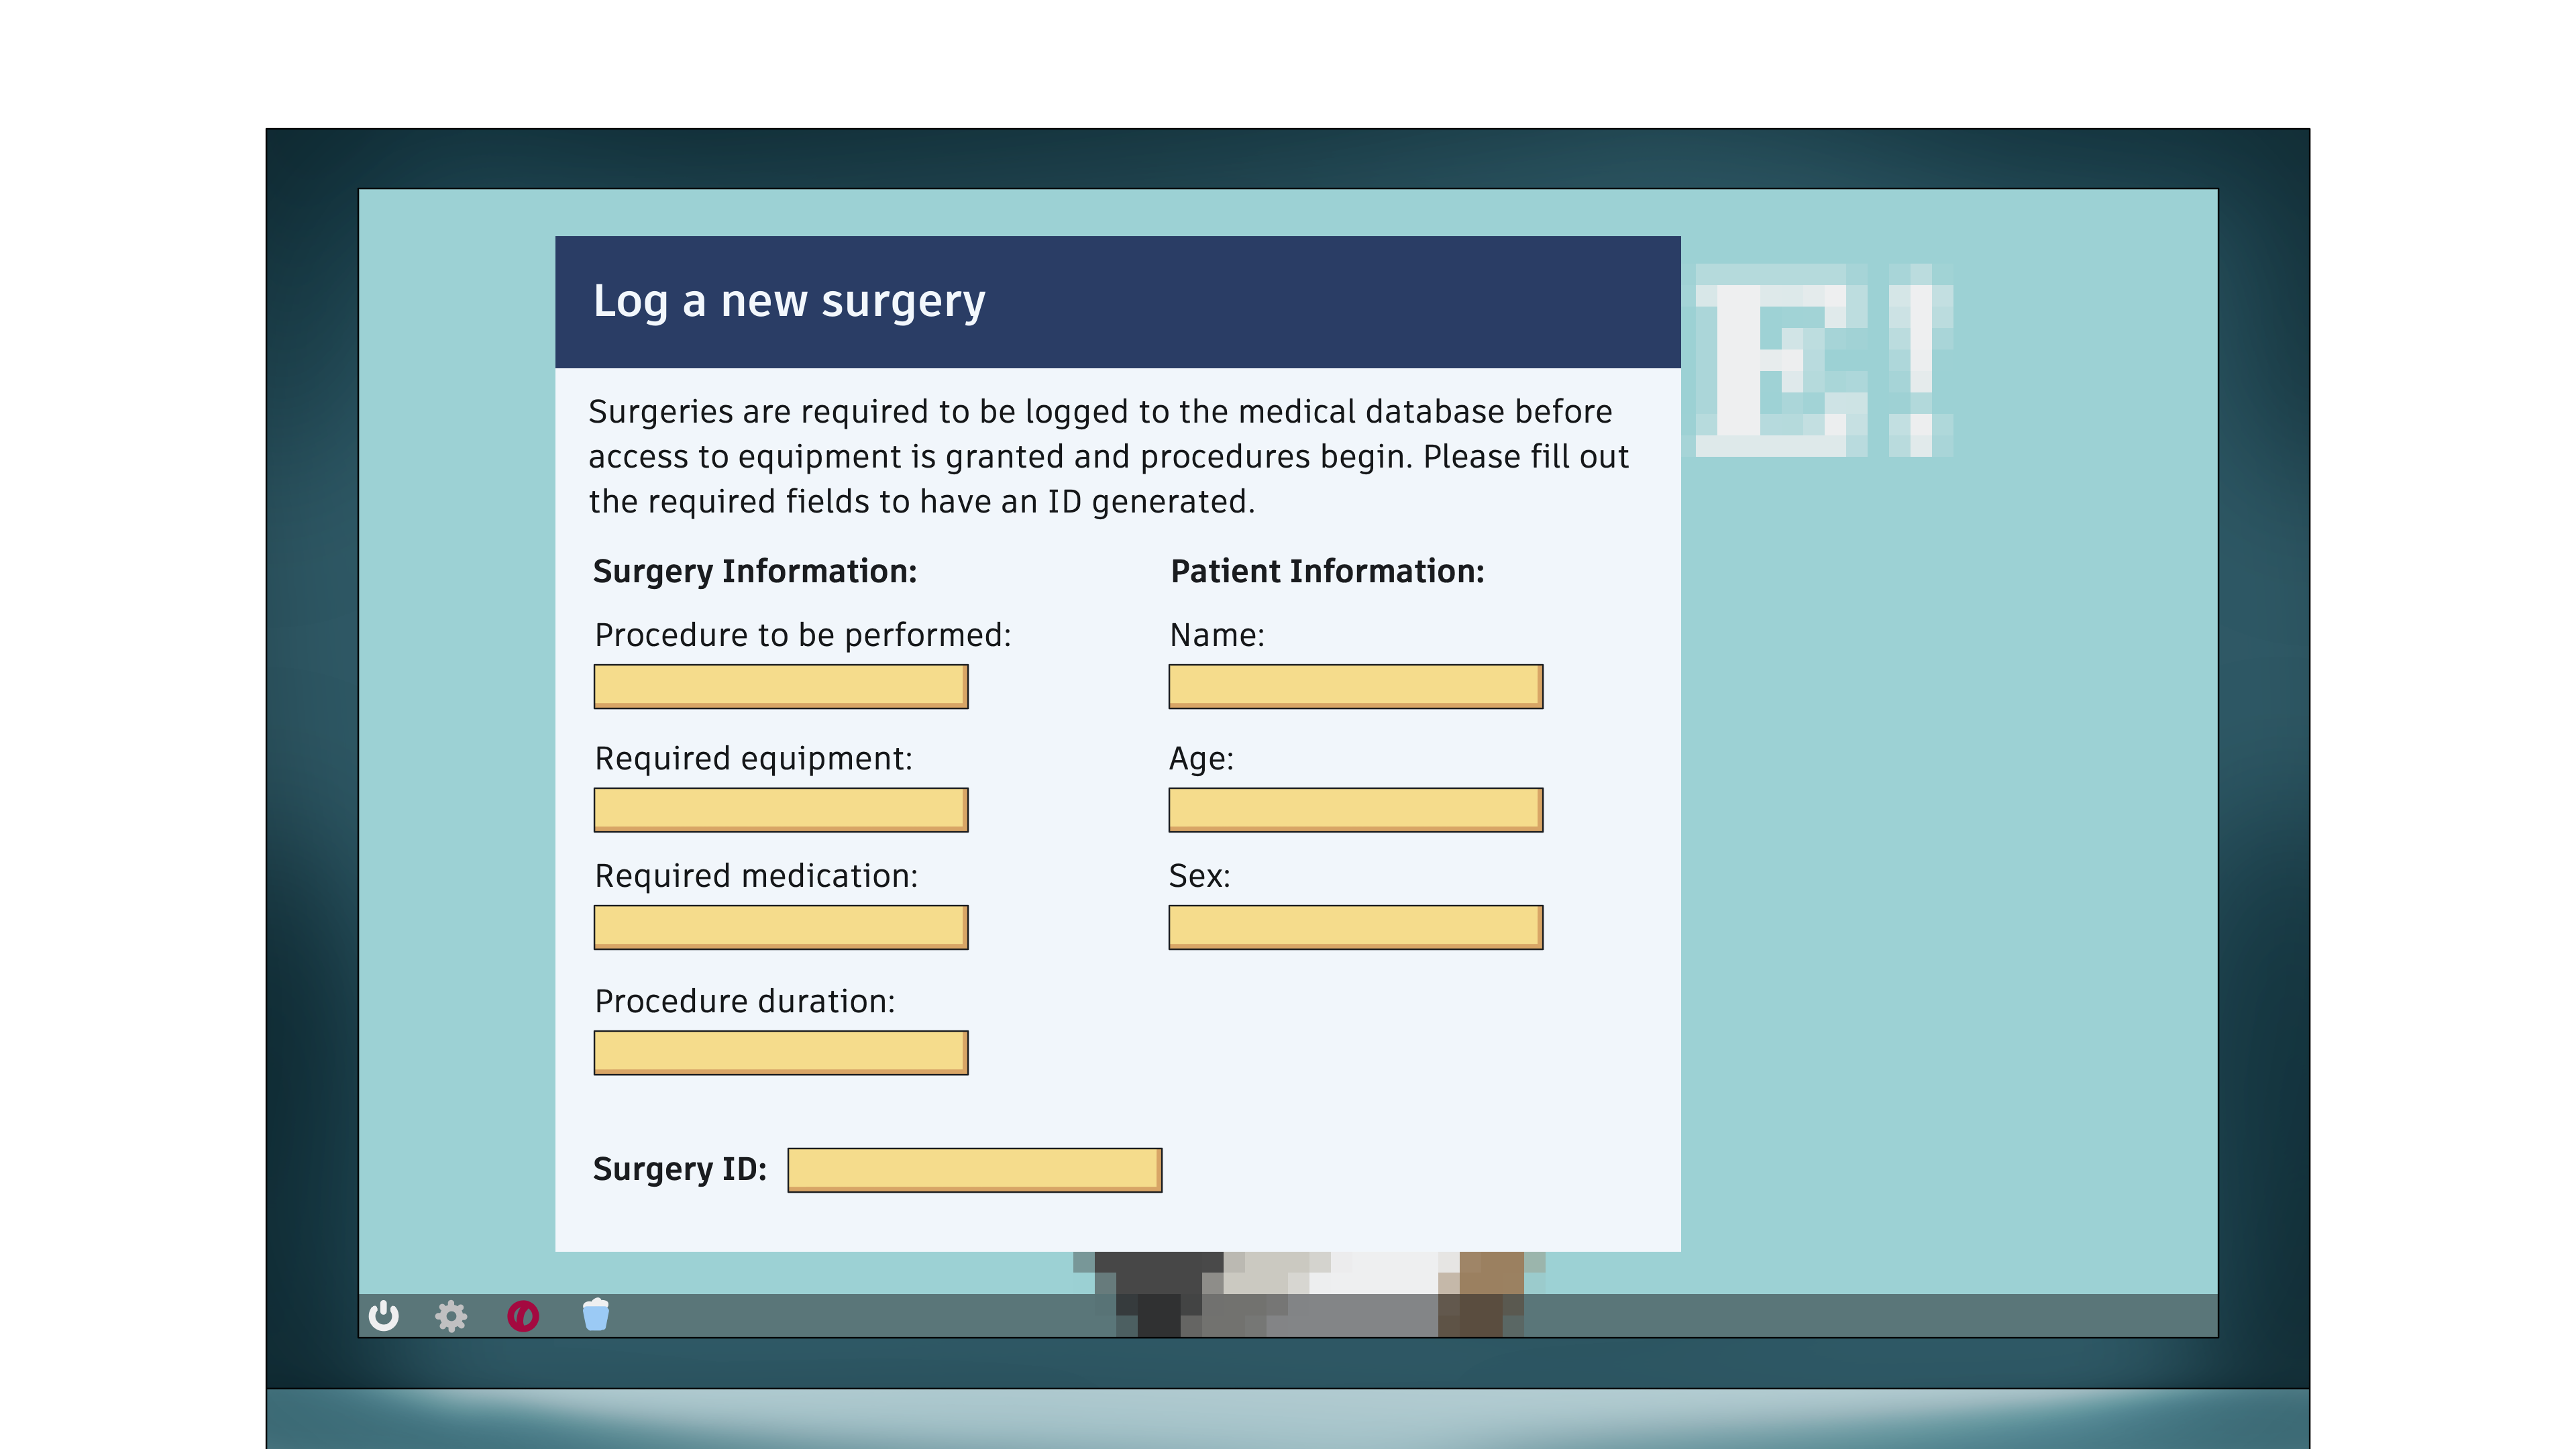 Log a new surgery
E!
Surgeries are required to be logged to the medical database before
access to equipment is granted and procedures begin. Please fill out
the required fields to have an ID generated.
Surgery Information:
Procedure to be performed:
Required equipment:
Required medication:
Procedure duration:
Patient Information:
Name:
Age:
Sex:
Surgery ID: